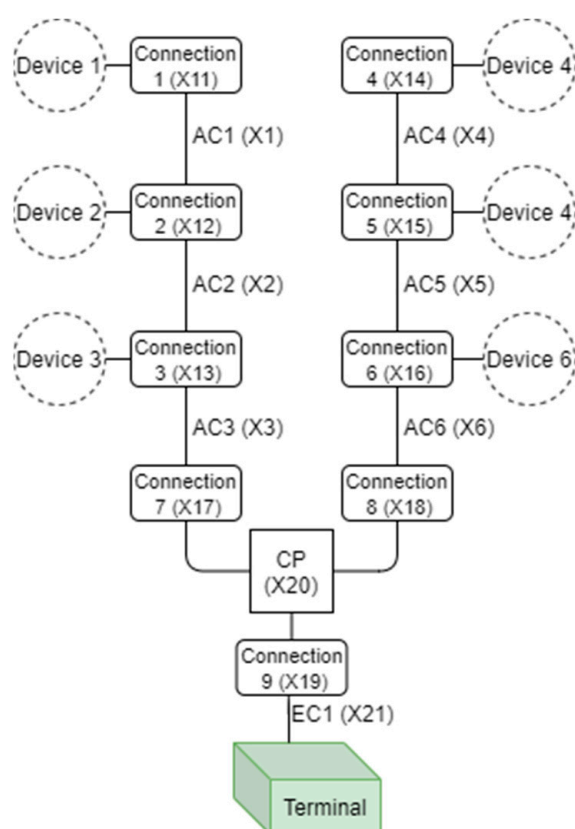 Device 1
Connection
1 (X11)
Connection
4 (X14)
Device 4
AC1 (X1)
AC4 (X4)
Device 2
Connection
2 (X12)
Connection
5 (X15)
Device 4
AC2 (X2)
AC5 (X5)
Device 3
Connection
3 (X13)
Connection
6 (X16)
Device 6
AC3 (X3)
AC6 (X6)
Connection
7 (X17)
Connection
8 (X18)
CP
(X20)
Connection
9 (X19)
EC1 (X21)
Terminal